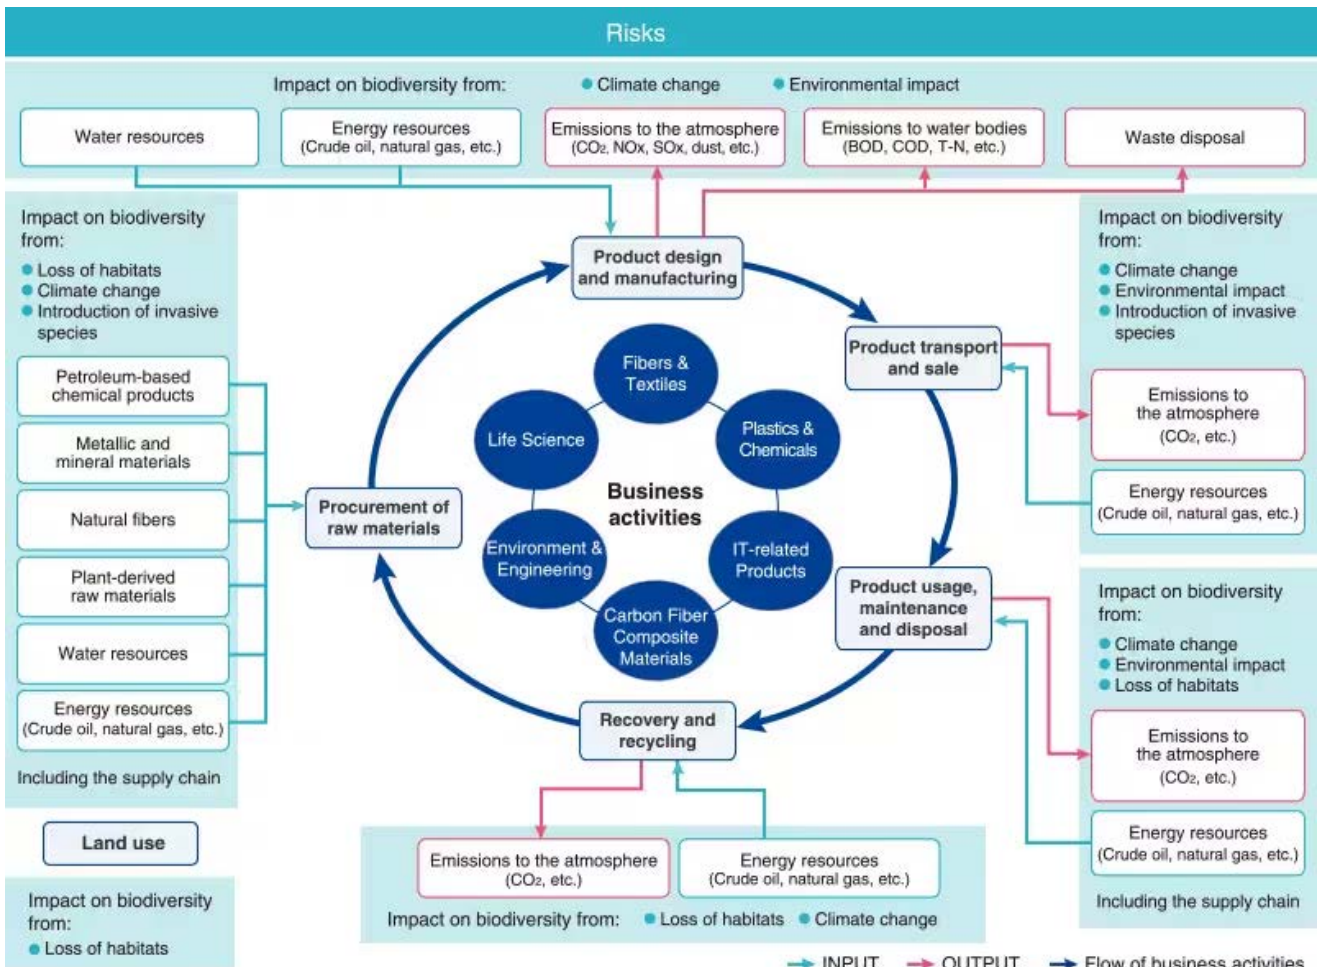 Risks
Impact on biodiversity from:
Climate change
Environmental impact
Water resources
Energy resources
(Crude oil, natural gas, etc.)
Emissions to the atmosphere
(CO₂, NOx, SOx, dust, etc.)
Emissions to water bodies
(BOD, COD, T-N, etc.)
Waste disposal
Impact on biodiversity
from:
Loss of habitats
Climate change
Introduction of invasive
species
Petroleum-based
chemical products
Metallic and
mineral materials
Natural fibers
Plant-derived
raw materials
Water resources
Energy resources
(Crude oil, natural gas, etc.)
Including the supply chain
Land use
Impact on biodiversity
from:
Loss of habitats
Product design
and manufacturing
Product transport
and sale
Product usage,
maintenance
and disposal
Recovery and
recycling
Procurement of
raw materials
Fibers &
Textiles
Plastics &
Chemicals
IT-related
Products
Carbon Fiber
Composite
Materials
Environment &
Engineering
Life Science
Business
activities
Impact on biodiversity
from:
Climate change
Environmental impact
Introduction of invasive
species
Emissions to
the atmosphere
(CO₂, etc.)
Energy resources
(Crude oil, natural gas, etc.)
Impact on biodiversity
from:
Climate change
Environmental impact
Loss of habitats
Emissions to
the atmosphere
(CO₂, etc.)
Energy resources
(Crude oil, natural gas, etc.)
Including the supply chain
Emissions to the atmosphere
(CO₂, etc.)
Energy resources
(Crude oil, natural gas, etc.)
Impact on biodiversity from:
Loss of habitats
Climate change
INPUT
OUTPUT
Flow of business activities